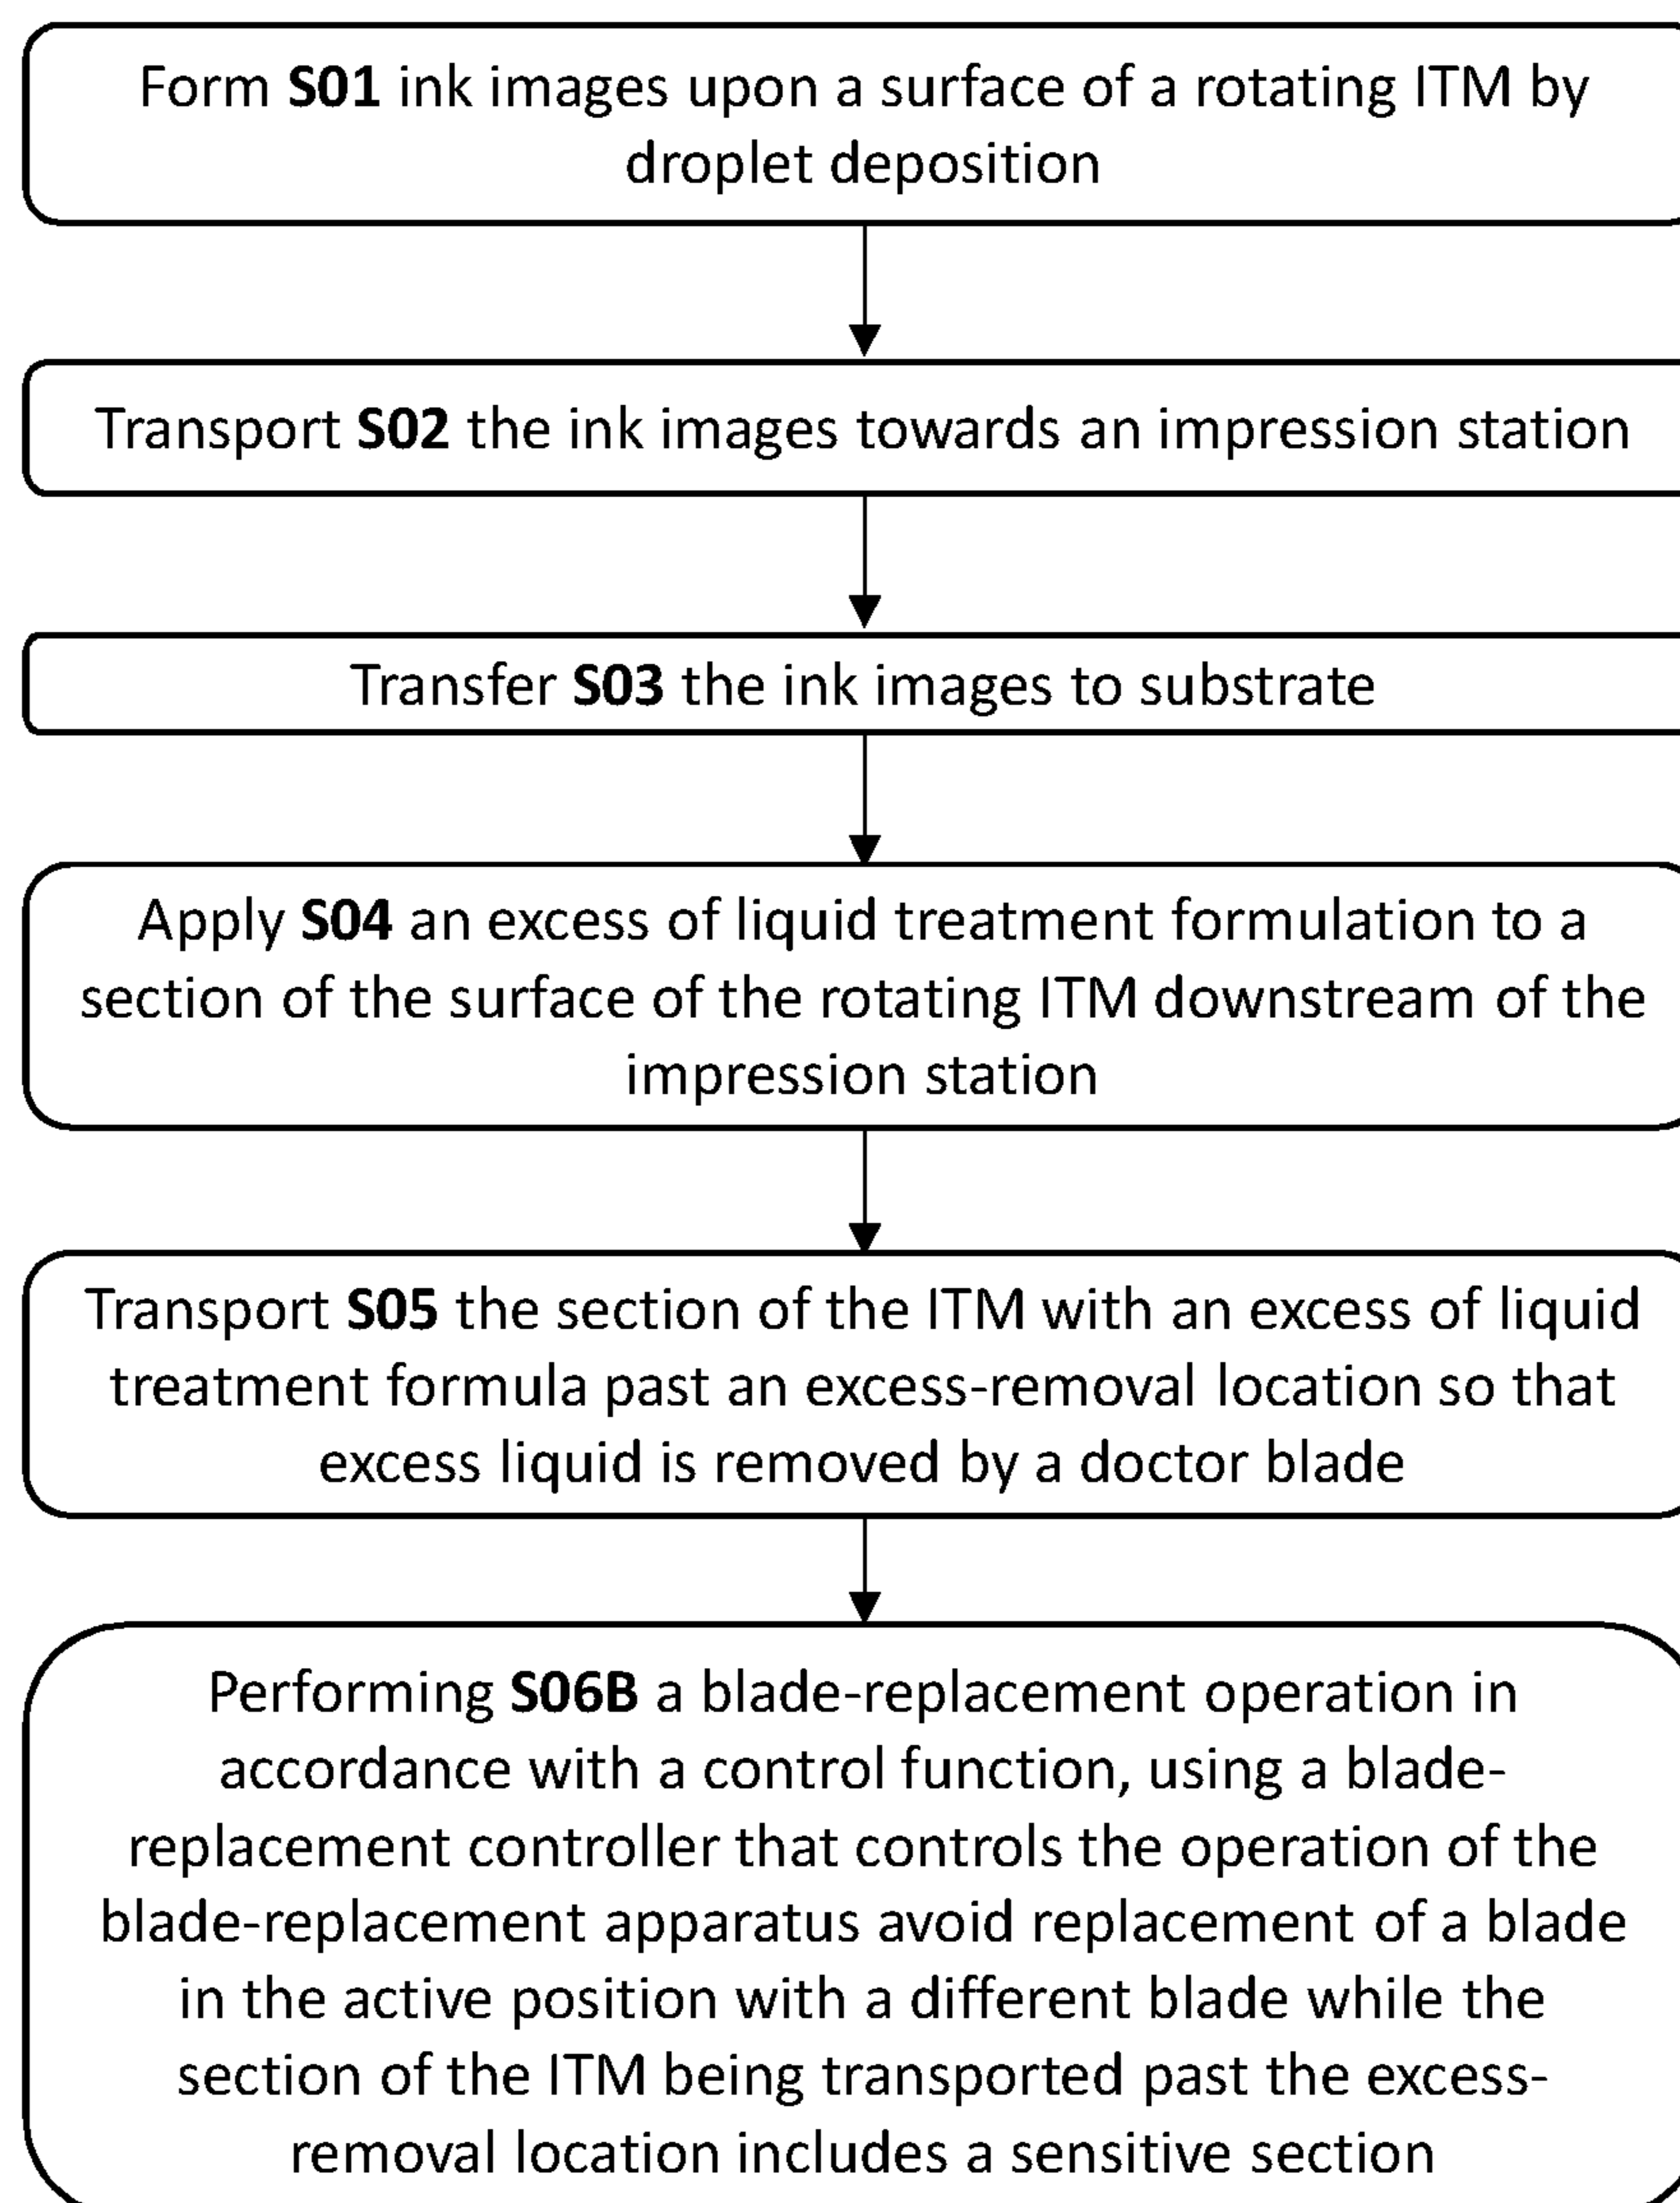 Form S01 ink images upon a surface of a rotating ITM by
droplet deposition
Transport S02 the ink images towards an impression station
Transfer S03 the ink images to substrate
Apply S04 an excess of liquid treatment formulation to a
section of the surface of the rotating ITM downstream of the
impression station
Transport S05 the section of the ITM with an excess of liquid
treatment formula past an excess-removal location so that
excess liquid is removed by a doctor blade
Performing S06B a blade-replacement operation in
accordance with a control function, using a blade-
replacement controller that controls the operation of the
blade-replacement apparatus avoid replacement of a blade
in the active position with a different blade while the
section of the ITM being transported past the excess-
removal location includes a sensitive section